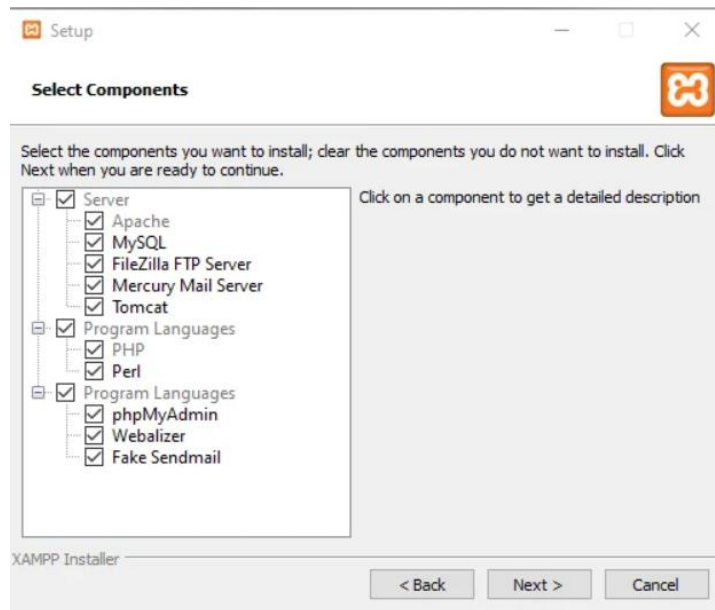 Setup
Select Components
Select the components you want to install; clear the components you do not want to install. Click
Next when you are ready to continue.
Server
Apache
MySQL
FileZilla FTP Server
Mercury Mail Server
Tomcat
Program Languages
PHP
Perl
Program Languages
phpMyAdmin
Webalizer
Fake Sendmail
Click on a component to get a detailed description
XAMPP Installer
< Back
Next >
Cancel